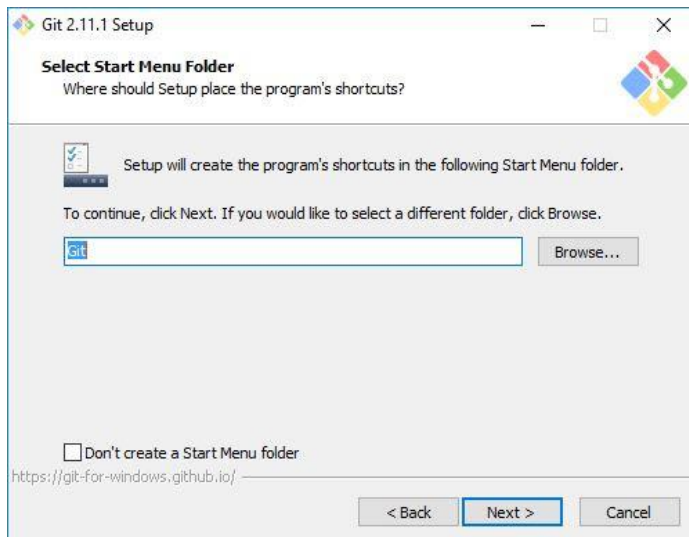 Git 2.11.1 Setup
Select Start Menu Folder
Where should Setup place the program's shortcuts?
Setup will create the program's shortcuts in the following Start Menu folder.
To continue, click Next. If you would like to select a different folder, click Browse.
Git
Browse...
Don't create a Start Menu folder
https://git-for-windows.github.io/
< Back
Next >
Cancel